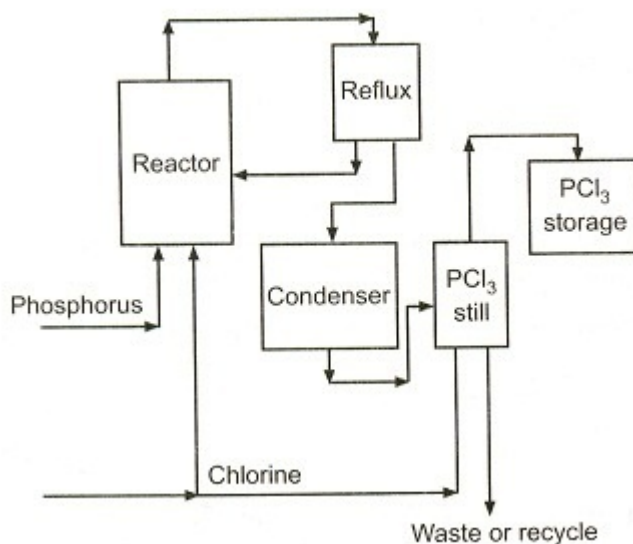 Reflux
Reactor
PCl₃
storage
Condenser
PCl₃
still
Phosphorus
Chlorine
Waste or recycle